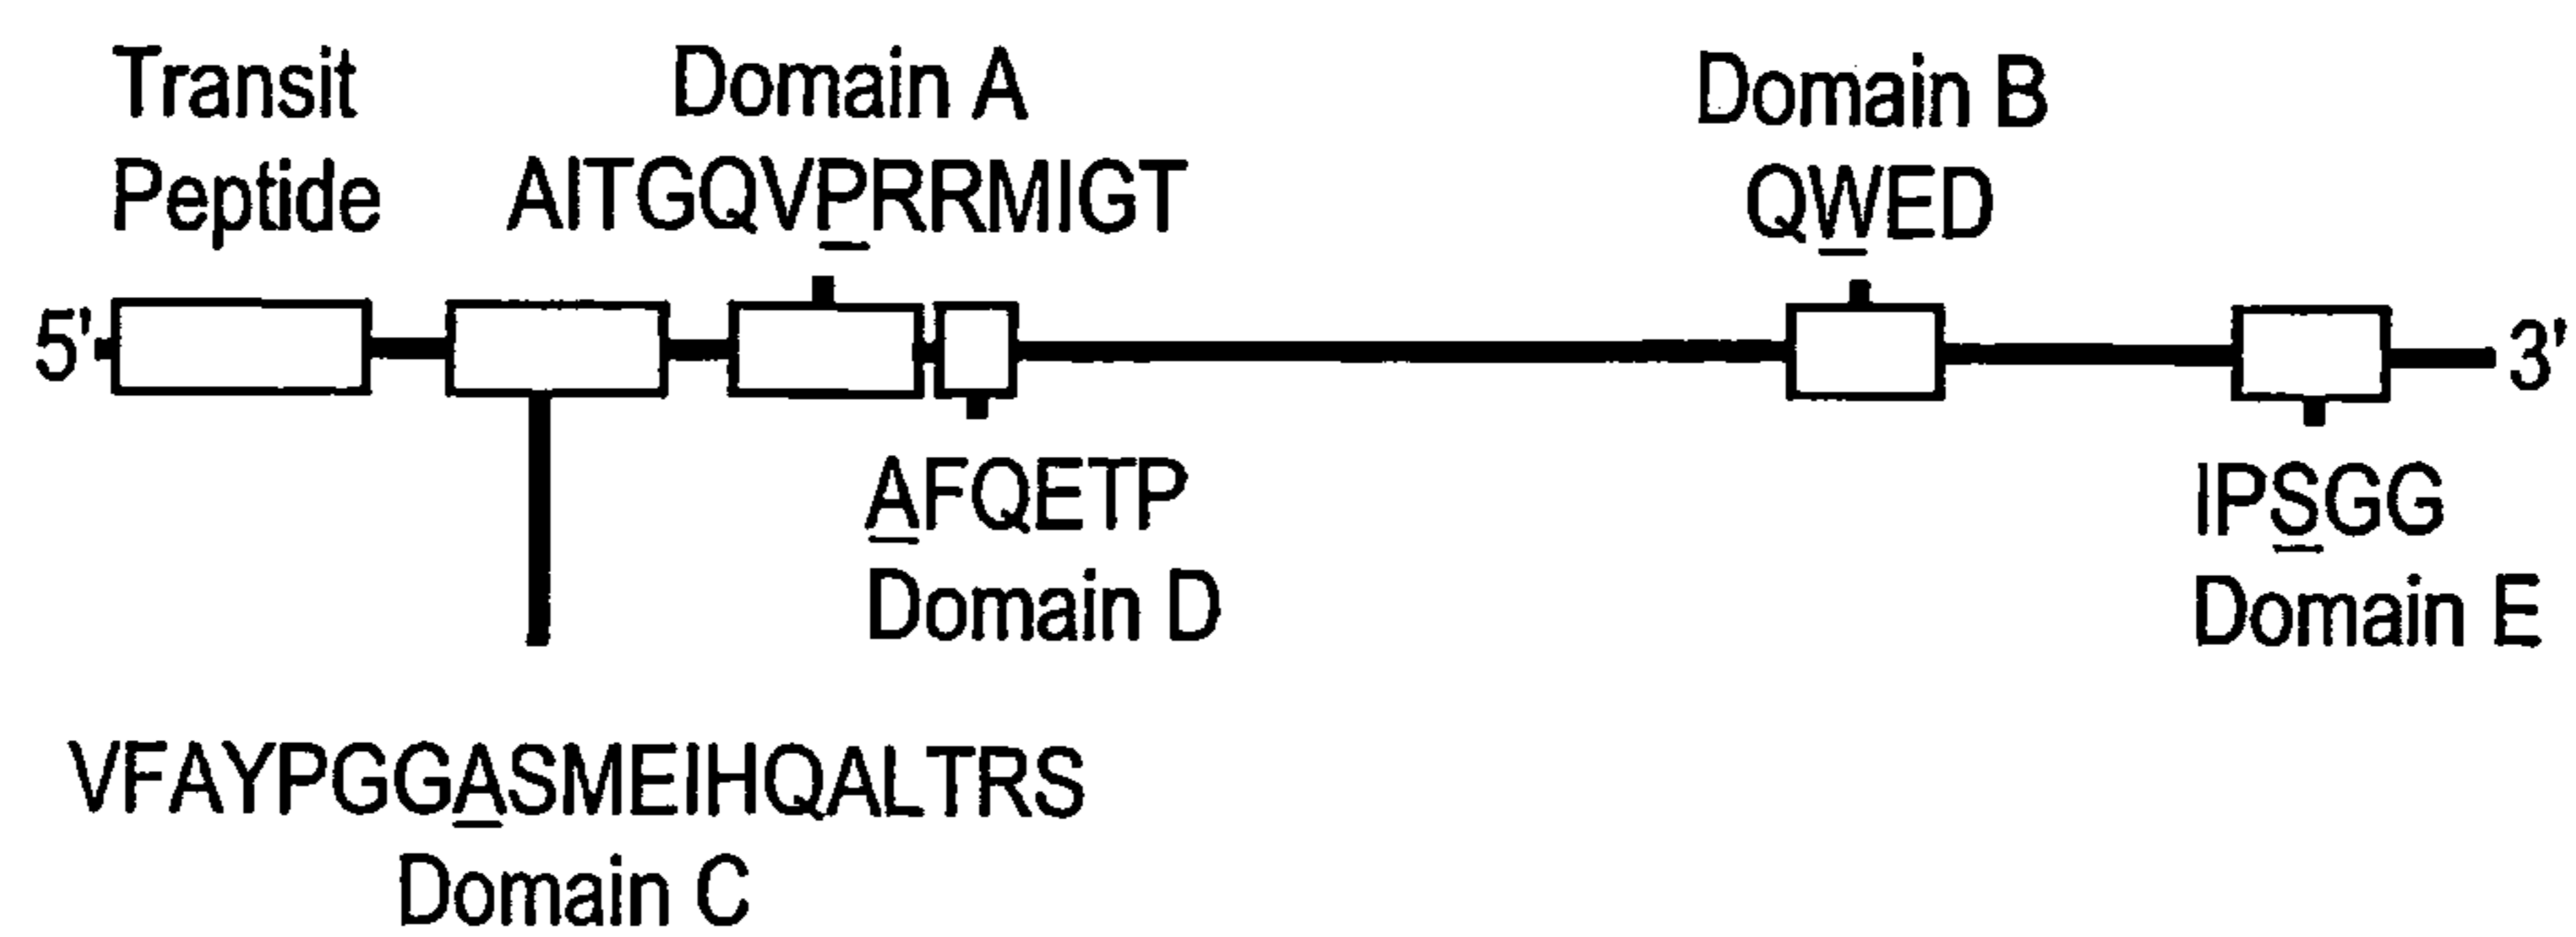 Transit
Peptide
Domain A
AITGQVPRRMIGT
Domain B
QWED
5'
3'
AFQETP
Domain D
IPSGG
Domain E
VFAYPGGASMEIHQALTRS
Domain C